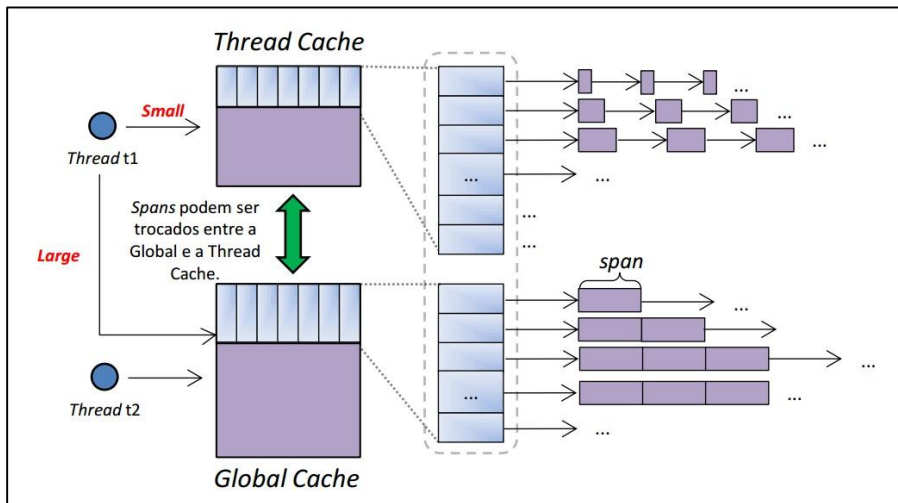 Thread Cache
Small
Thread t1
Spans podem ser
trocados entre a
Global e a Thread
Cache.
Large
Thread t2
Global Cache
...
...
...
...
...
...
...
span
...
...
...
...
...